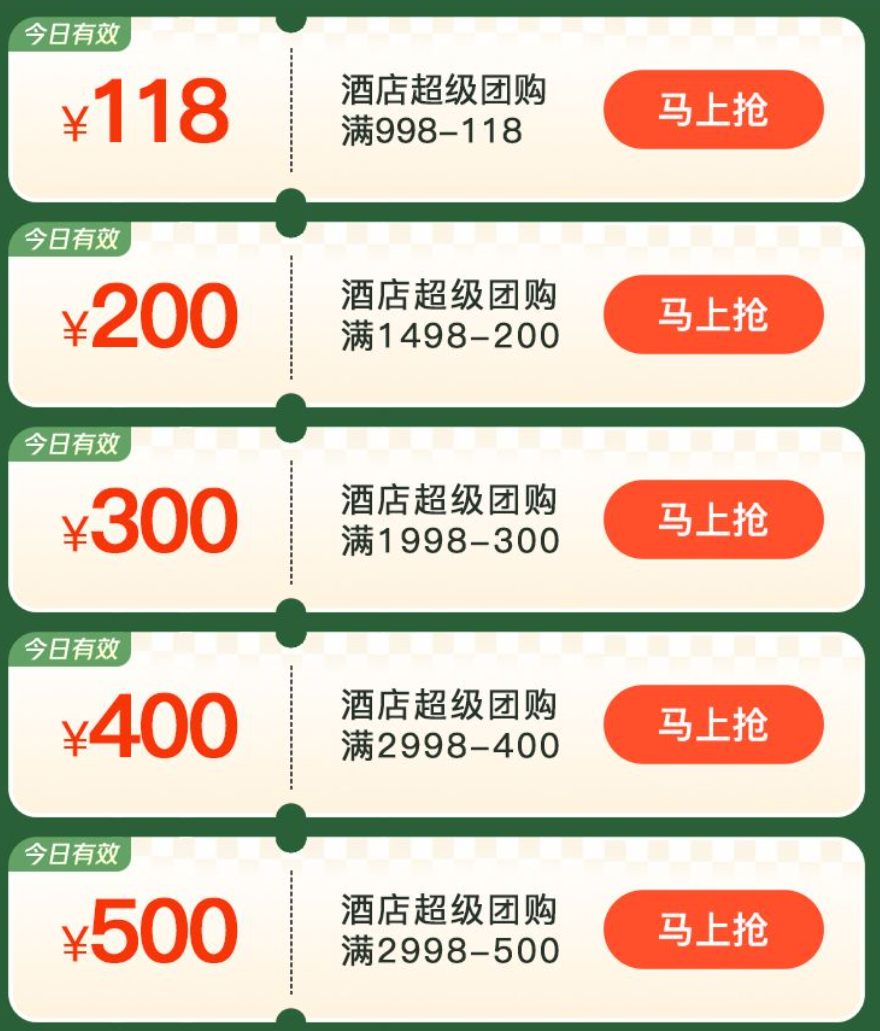 今日有效
¥118
酒店超级团购
满998-118
马上抢
今日有效
¥200
酒店超级团购
满1498-200
马上抢
今日有效
¥300
酒店超级团购
满1998-300
马上抢
今日有效
¥400
酒店超级团购
满2998-400
马上抢
今日有效
¥500
酒店超级团购
满2998-500
马上抢